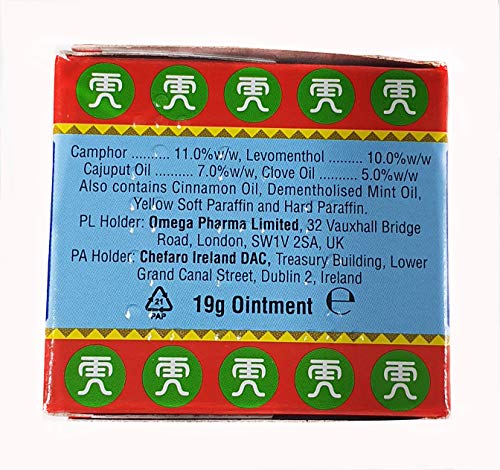 Camphor .......... 11.0%w/w, Levomenthol .......... 10.0%w/w
Cajuput Oil .......... 7.0%w/w, Clove Oil .......... 5.0%w/w
Also contains Cinnamon Oil, Dementholised Mint Oil,
Yellow Soft Paraffin and Hard Paraffin.
PL Holder: Omega Pharma Limited, 32 Vauxhall Bridge
Road, London, SW1V 2SA, UK
PA Holder: Chefaro Ireland DAC, Treasury Building, Lower
Grand Canal Street, Dublin 2, Ireland
21
PAP
19g Ointment ℮